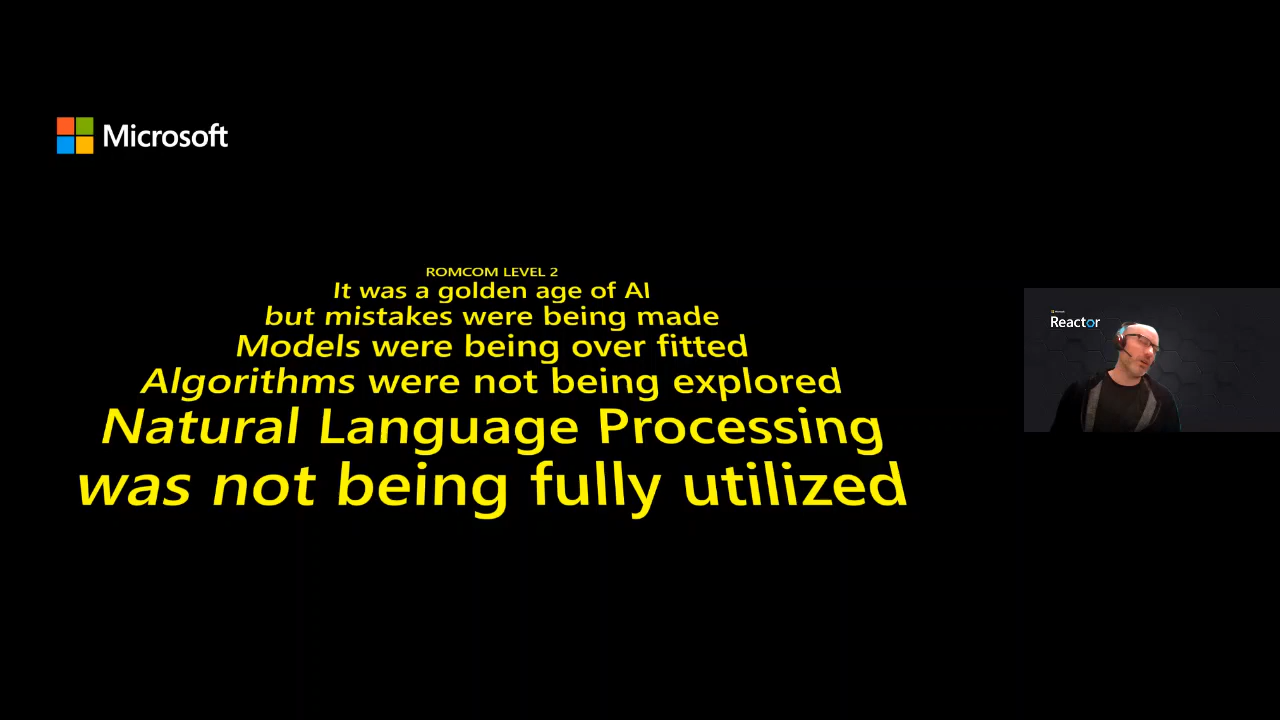 Microsoft
ROMCOM LEVEL 2
It was a golden age of AI
but mistakes were being made
Models were being over fitted
Algorithms were not being explored
Natural Language Processing
was not being fully utilized
Reactor